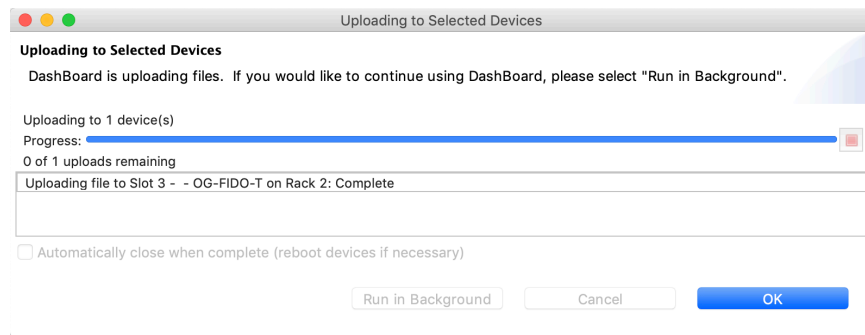 Uploading to Selected Devices
Uploading to Selected Devices
DashBoard is uploading files.  If you would like to continue using DashBoard, please select "Run in Background".
Uploading to 1 device(s)
Progress:
0 of 1 uploads remaining
Uploading file to Slot 3 -  - OG-FIDO-T on Rack 2: Complete
Automatically close when complete (reboot devices if necessary)
Run in Background Cancel OK